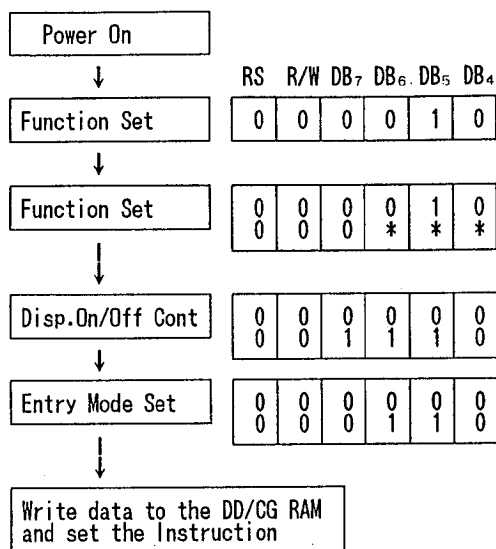 Power On
RS R/W DB7 DB6. DB5 DB4
Function Set 0 0 0 0 1 0
Function Set 0 0 0 0 1 0
0 0 0 * * *
Disp.On/Off Cont 0 0 0 0 0 0
0 0 1 1 1 0
Entry Mode Set 0 0 0 0 0 0
0 0 0 1 1 0
Write data to the DD/CG RAM
and set the Instruction